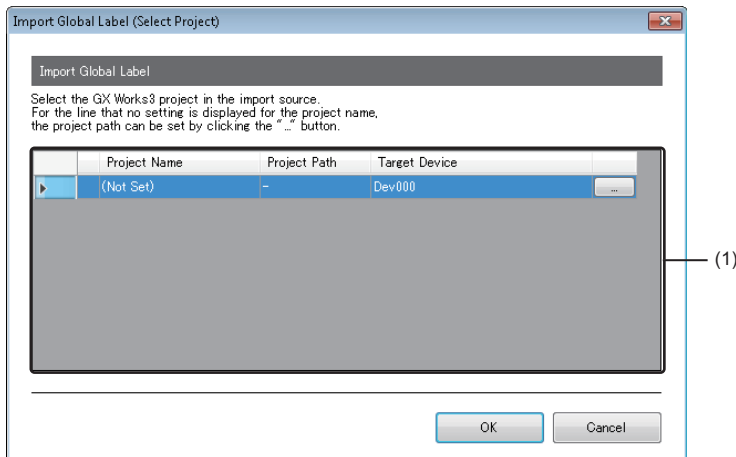 Import Global Label (Select Project)
Import Global Label
Select the GX Works3 project in the import source.
For the line that no setting is displayed for the project name,
the project path can be set by clicking the "..." button.
Project Name Project Path Target Device
(Not Set) - Dev000 ...
(1)
OK Cancel